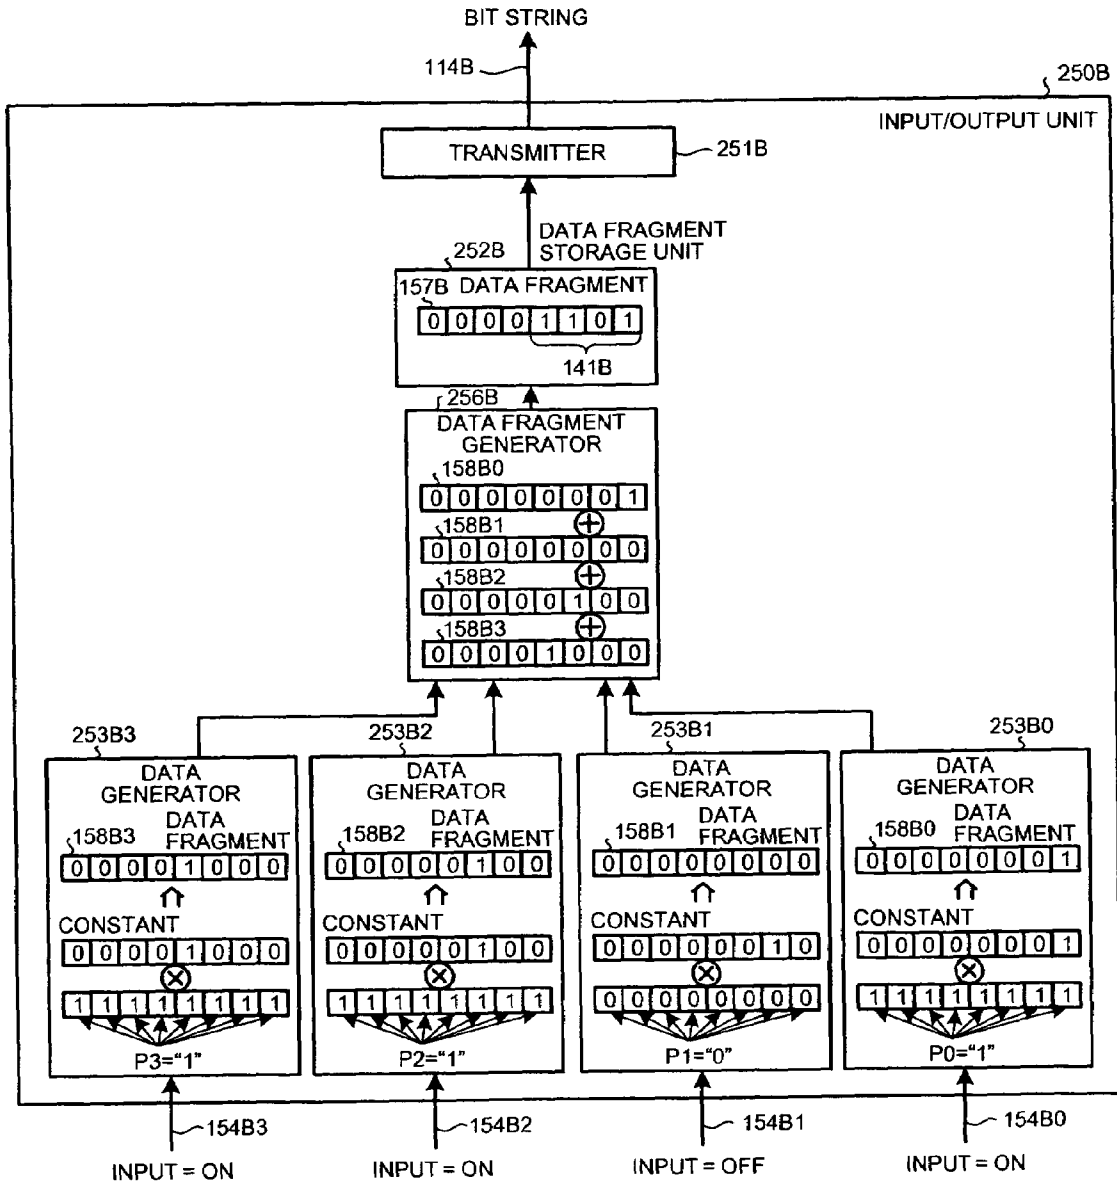 BIT STRING
114B
250B
INPUT/OUTPUT UNIT
TRANSMITTER
251B
DATA FRAGMENT
STORAGE UNIT
252B
157B DATA FRAGMENT
0 0 0 0 1 1 0 1
141B
256B
DATA FRAGMENT
GENERATOR
158B0
0 0 0 0 0 0 0 1
158B1
0 0 0 0 0 0 0 0
158B2
0 0 0 0 0 1 0 0
158B3
0 0 0 0 1 0 0 0
253B3
DATA
GENERATOR
158B3 DATA
FRAGMENT
0 0 0 0 1 0 0 0
CONSTANT
0 0 0 0 1 0 0 0
1 1 1 1 1 1 1 1
P3="1"
154B3
INPUT = ON
253B2
DATA
GENERATOR
158B2 DATA
FRAGMENT
0 0 0 0 0 1 0 0
CONSTANT
0 0 0 0 0 1 0 0
1 1 1 1 1 1 1 1
P2="1"
154B2
INPUT = ON
253B1
DATA
GENERATOR
158B1 DATA
FRAGMENT
0 0 0 0 0 0 0 0
CONSTANT
0 0 0 0 0 0 1 0
0 0 0 0 0 0 0 0
P1="0"
154B1
INPUT = OFF
253B0
DATA
GENERATOR
158B0 DATA
FRAGMENT
0 0 0 0 0 0 0 1
CONSTANT
0 0 0 0 0 0 0 1
1 1 1 1 1 1 1 1
P0="1"
154B0
INPUT = ON